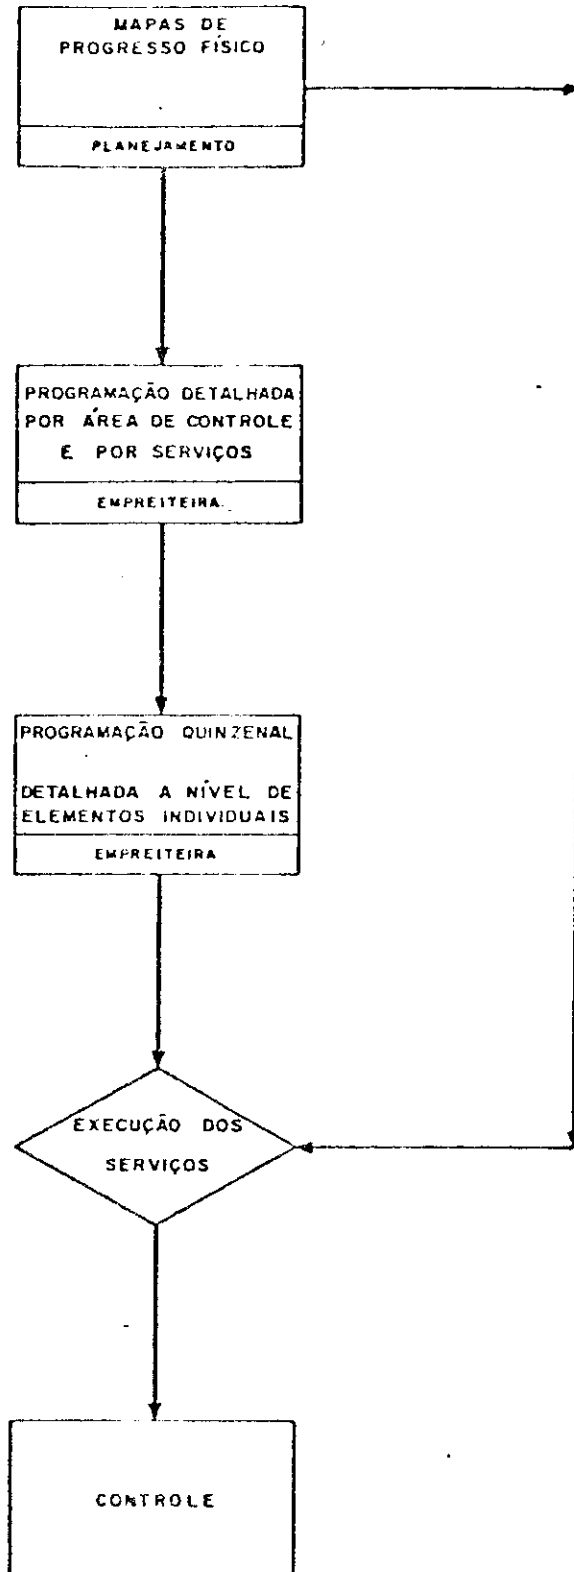 MAPAS DE
PROGRESSO FÍSICO
PLANEJAMENTO
PROGRAMAÇÃO DETALHADA
POR ÁREA DE CONTROLE
E POR SERVIÇOS
EMPREITEIRA
PROGRAMAÇÃO QUINZENAL
DETALHADA A NÍVEL DE
ELEMENTOS INDIVIDUAIS
EMPREITEIRA
EXECUÇÃO DOS
SERVIÇOS
CONTROLE